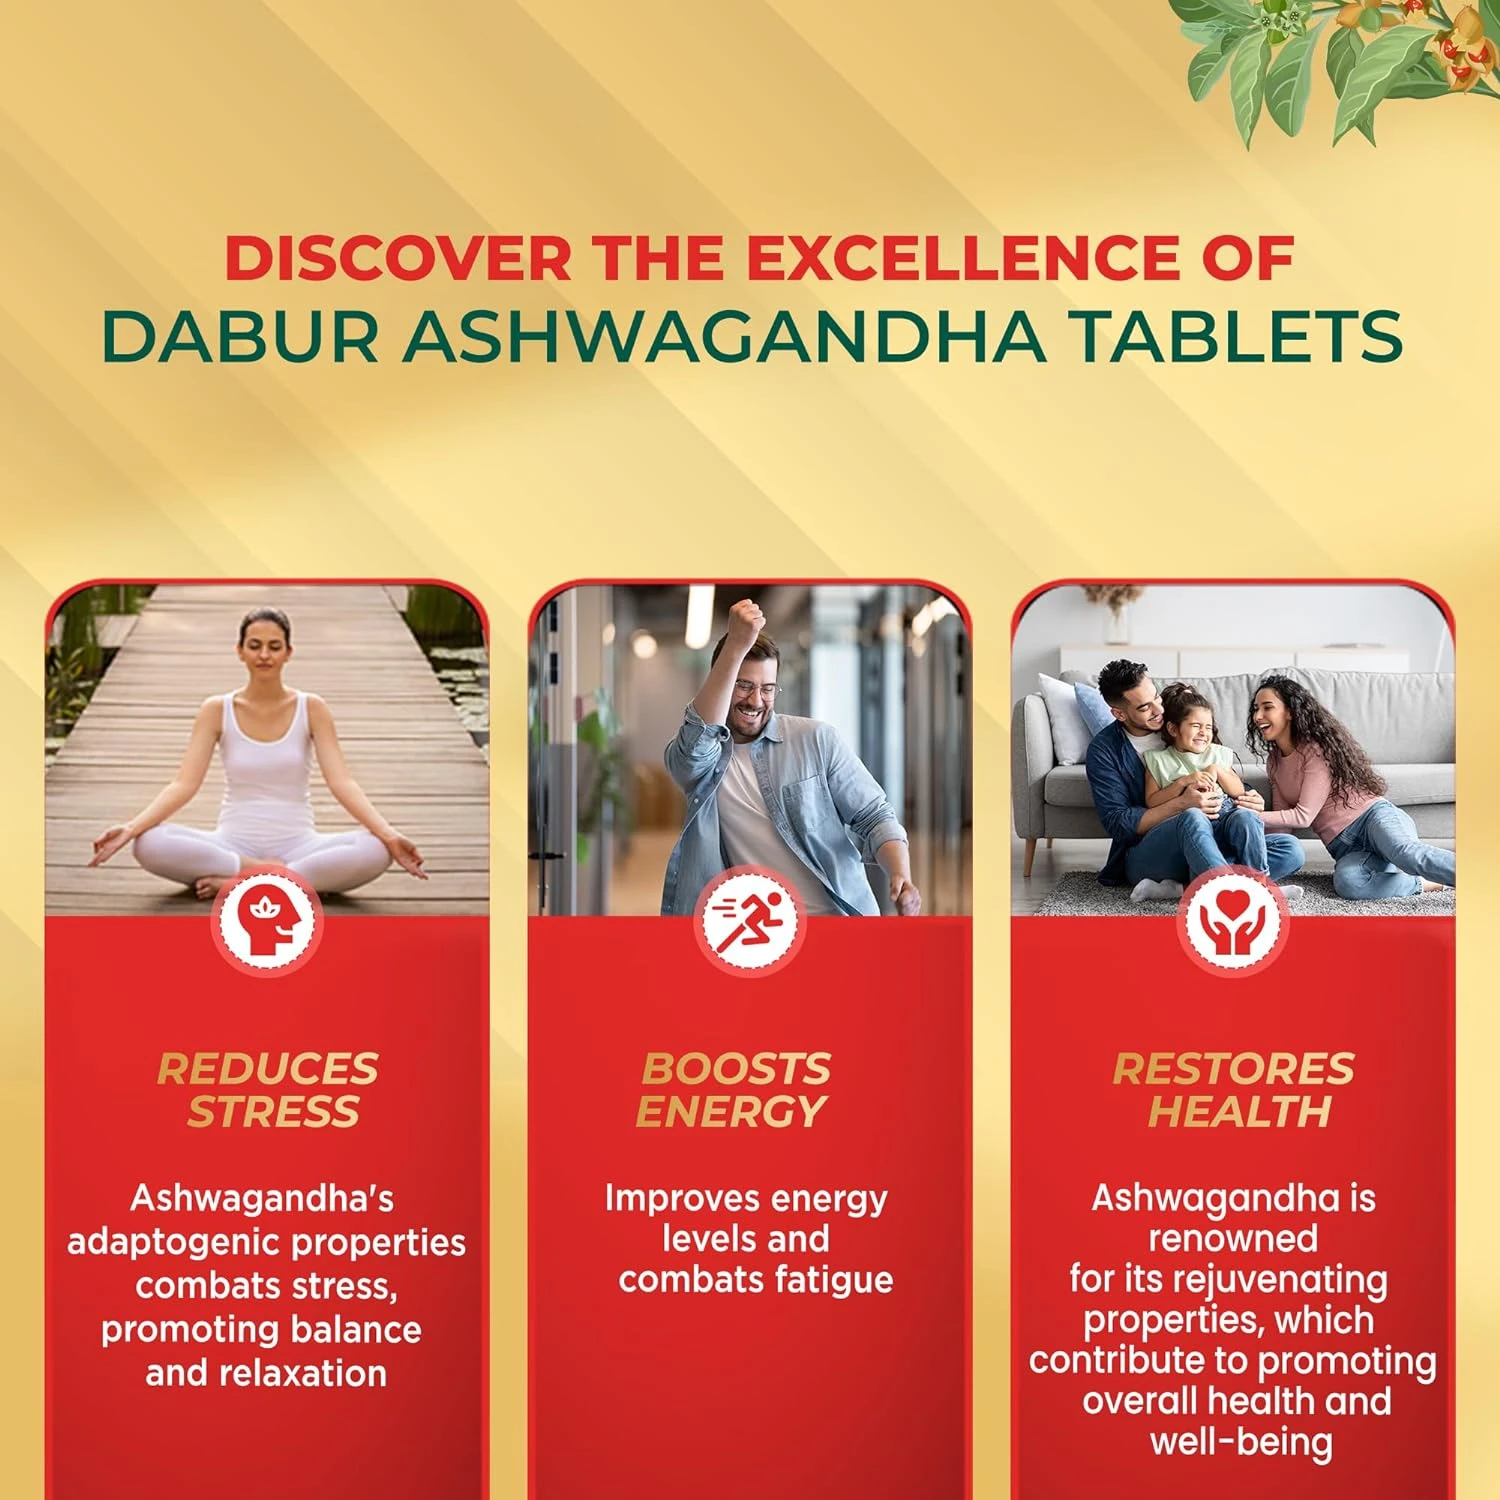 DISCOVER THE EXCELLENCE OF
DABUR ASHWAGANDHA TABLETS
REDUCES
STRESS
Ashwagandha's
adaptogenic properties
combats stress,
promoting balance
and relaxation
BOOSTS
ENERGY
Improves energy
levels and
combats fatigue
RESTORES
HEALTH
Ashwagandha is
renowned
for its rejuvenating
properties, which
contribute to promoting
overall health and
well-being